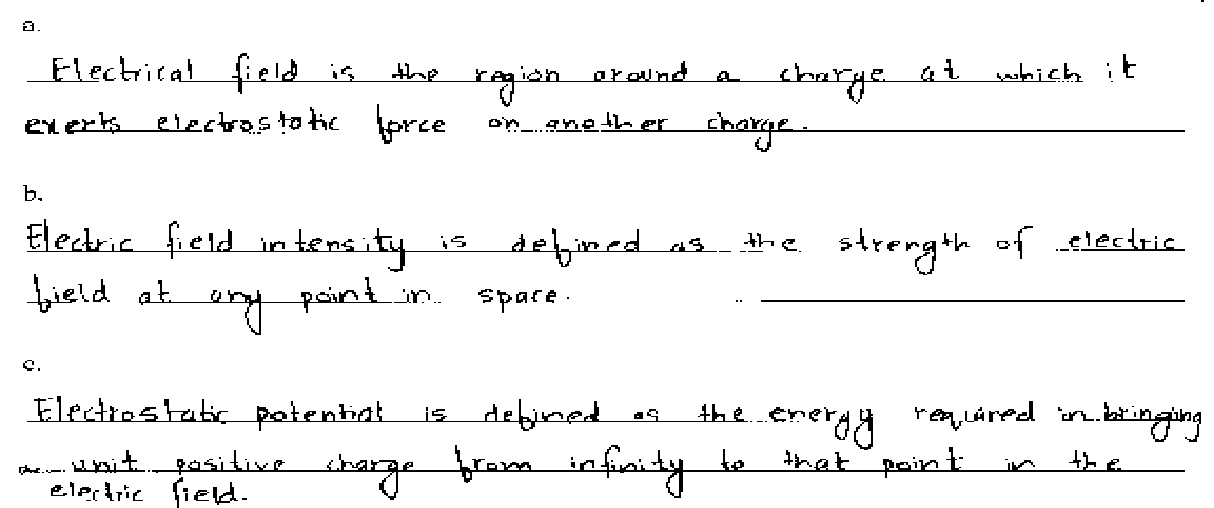 a.
Electrical field is the region around a charge at which it
exerts electrostatic force on another charge.
b.
Electric field intensity is defined as the strength of electric
field at any point in space.
c.
Electrostatic potential is defined as the energy required in bringing
a unit positive charge from infinity to that point in the
electric field.